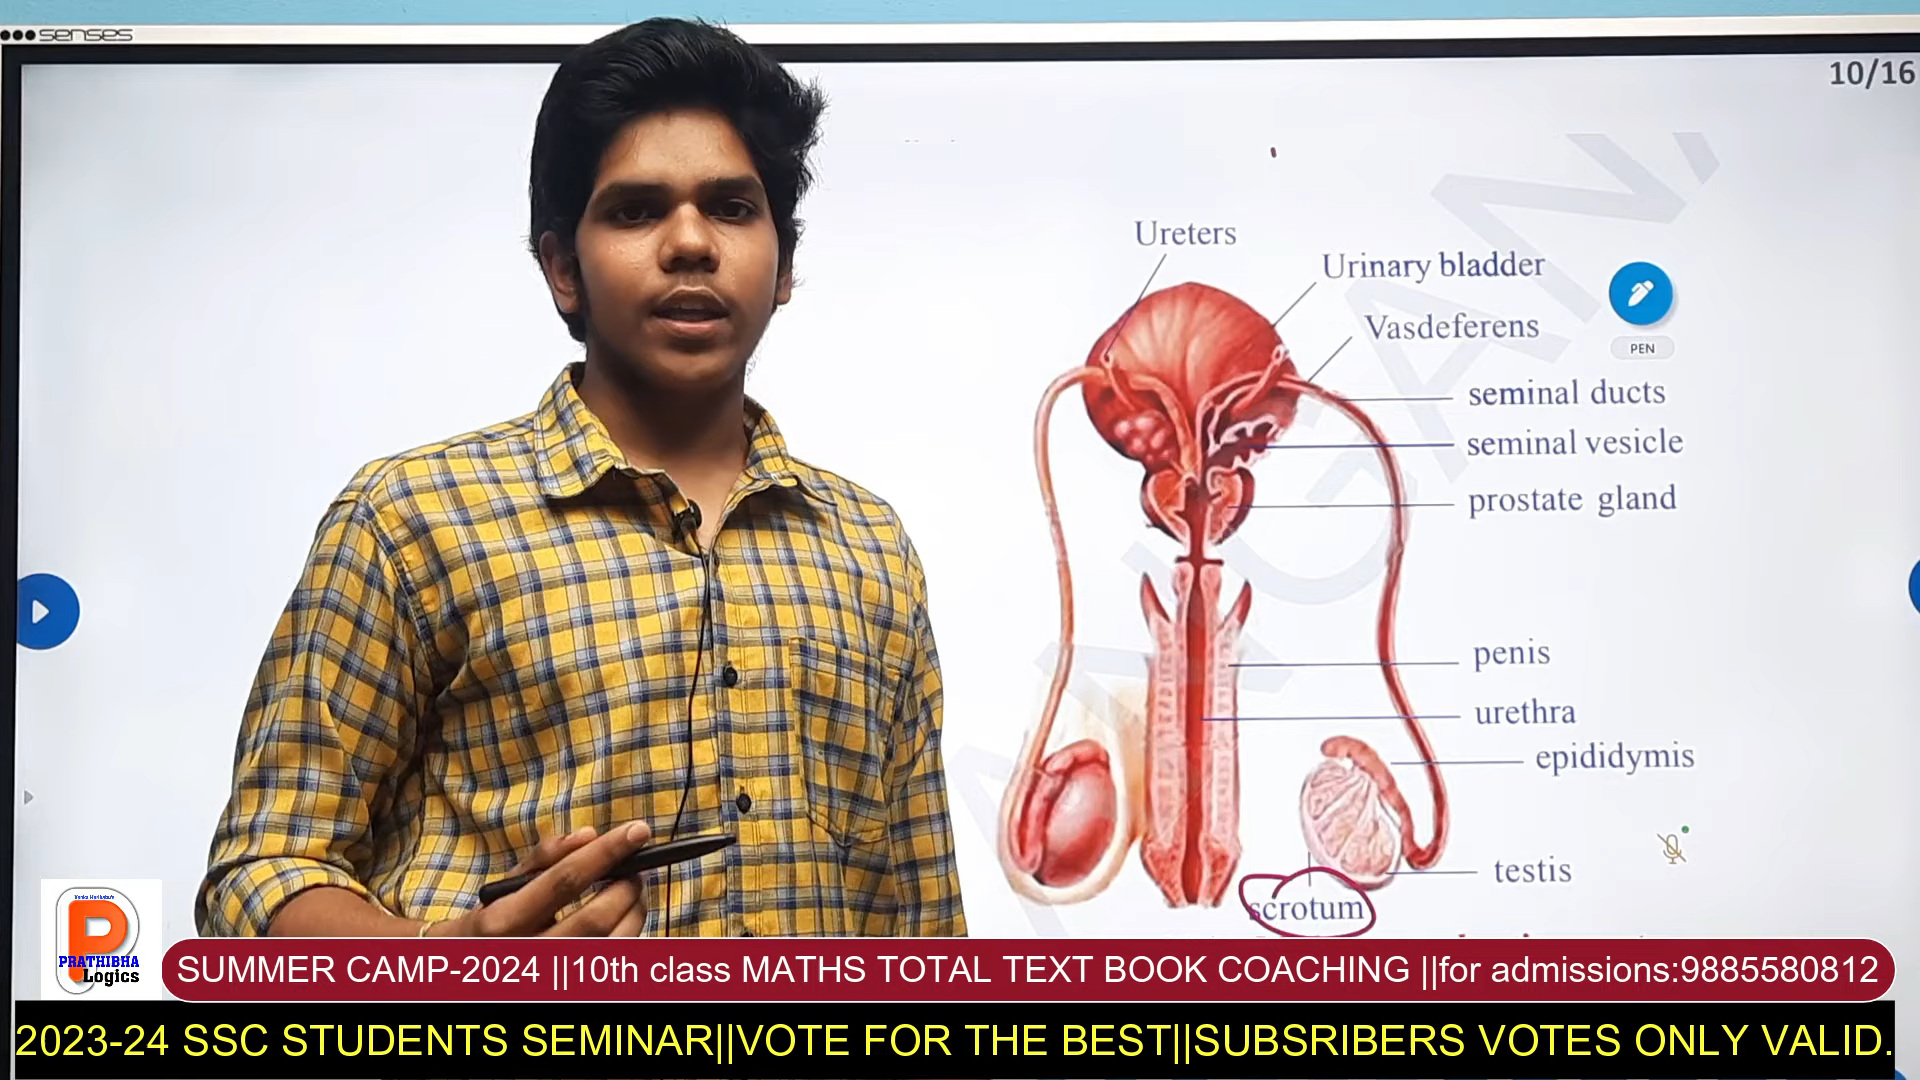 senses
10/16
Ureters
Urinary bladder
Vasdeferens
PEN
seminal ducts
seminal vesicle
prostate gland
penis
urethra
epididymis
testis
scrotum
PRATHIBHA
Logics
SUMMER CAMP-2024 ||10th class MATHS TOTAL TEXT BOOK COACHING ||for admissions:9885580812
2023-24 SSC STUDENTS SEMINAR||VOTE FOR THE BEST||SUBSRIBERS VOTES ONLY VALID.